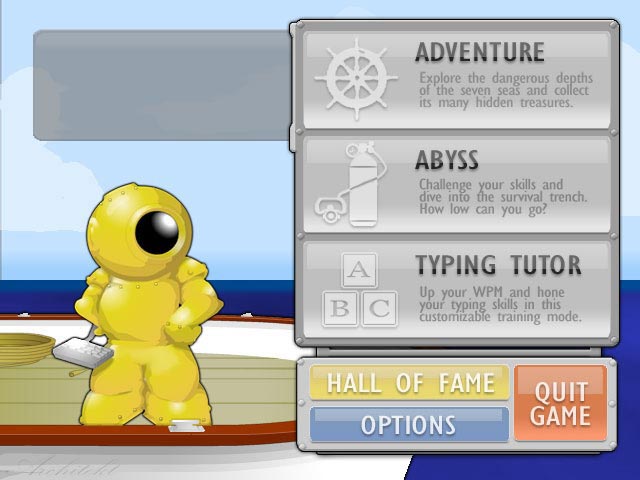 ADVENTURE
Explore the dangerous depths
of the seven seas and collect
its many hidden treasures.
ABYSS
Challenge your skills and
dive into the survival trench.
How low can you go?
A
B C
TYPING TUTOR
Up your WPM and hone
your typing skills in this
customizable training mode.
HALL OF FAME
OPTIONS
QUIT
GAME
Architekt